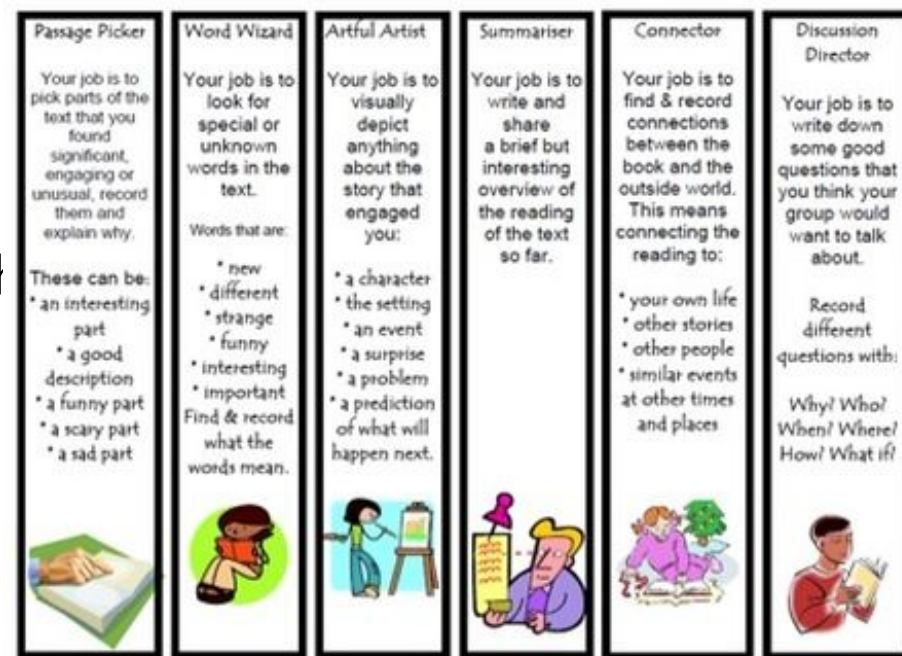 Passage Picker
Your job is to
pick parts of the
text that you
found
significant,
engaging or
unusual, record
them and
explain why.
These can be:
* an interesting
part
* a good
description
* a funny part
* a scary part
* a sad part
Word Wizard
Your job is to
look for
special or
unknown
words in the
text.
Words that are:
* new
* different
* strange
* funny
* interesting
* important
Find & record
what the
words mean.
Artful Artist
Your job is to
visually
depict
anything
about the
story that
engaged
you:
* a character
* the setting
* an event
* a surprise
* a problem
* a prediction
of what will
happen next.
Summariser
Your job is to
write and
share
a brief but
interesting
overview of
the reading
of the text
so far.
Connector
Your job is to
find & record
connections
between the
book and the
outside world.
This means
connecting the
reading to:
* your own life
* other stories
* other people
* similar events
at other times
and places
Discussion
Director
Your job is to
write down
some good
questions that
you think your
group would
want to talk
about.
Record
different
questions with:
Why? Who?
When? Where?
How? What if?